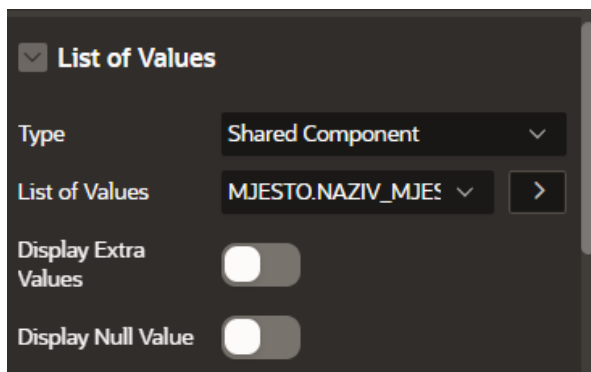 List of Values
Type Shared Component
List of Values MJESTO.NAZIV_MJES
Display Extra
Values
Display Null Value